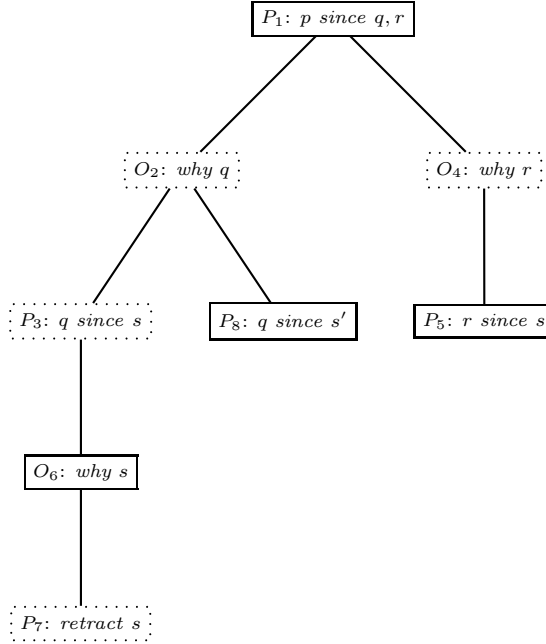 P₁: p since q, r
O₂: why q
O₄: why r
P₃: q since s
P₈: q since s′
P₅: r since s
O₆: why s
P₇: retract s